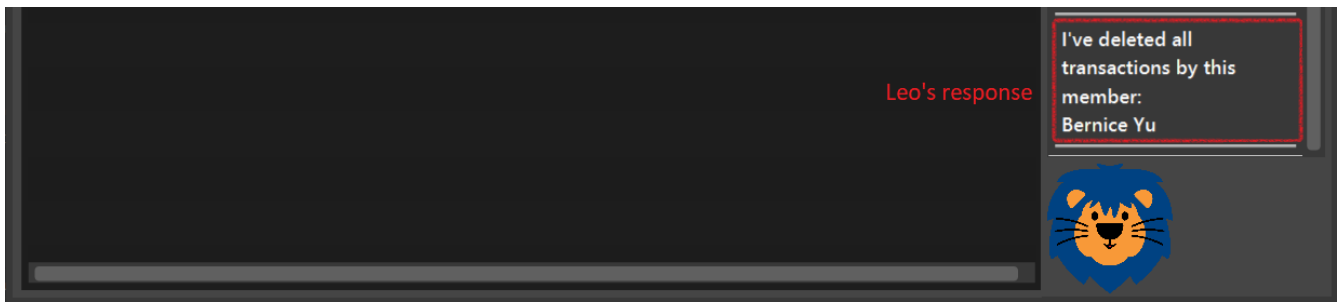 Leo's response
I've deleted all
transactions by this
member:
Bernice Yu